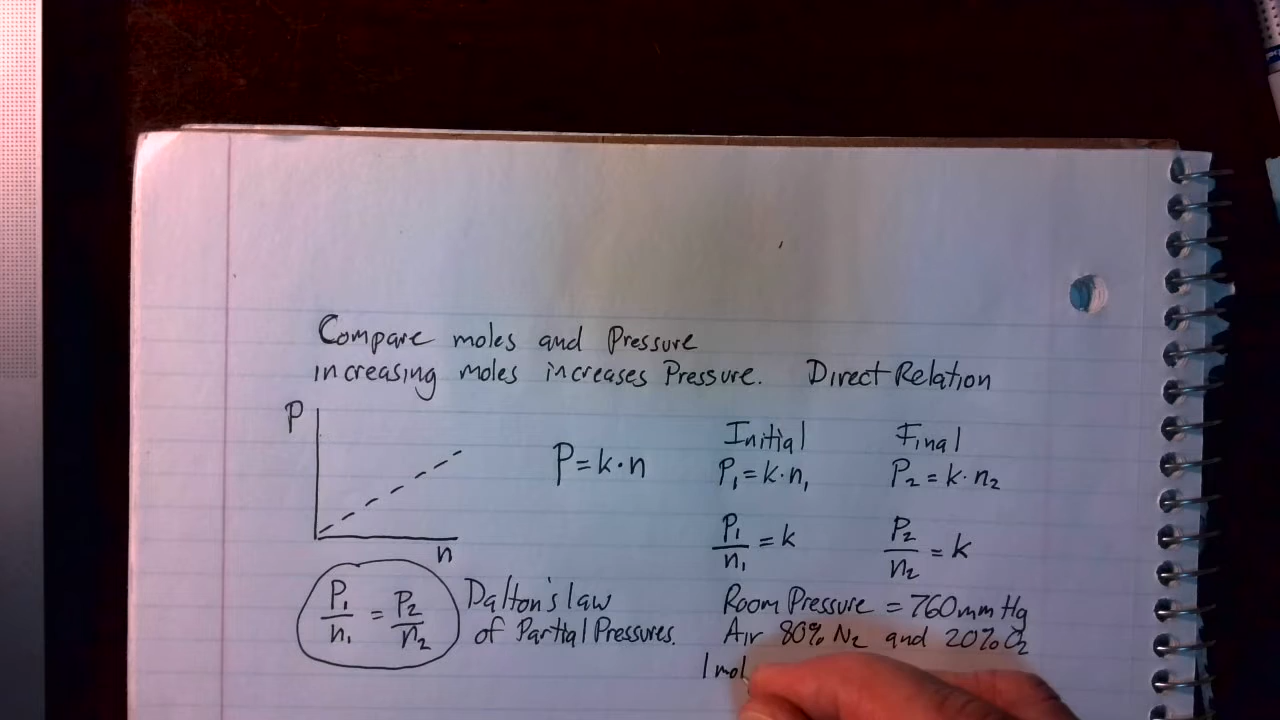 Compare moles and Pressure
increasing moles increases Pressure. Direct Relation
P
n
P=k·n
Initial Final
P₁=k·n₁ P₂=k·n₂
P₁/n₁=k P₂/n₂=k
P₁/n₁=P₂/n₂
Dalton's law
of Partial Pressures.
Room Pressure = 760mm Hg
Air 80% N₂ and 20% O₂
1 mol